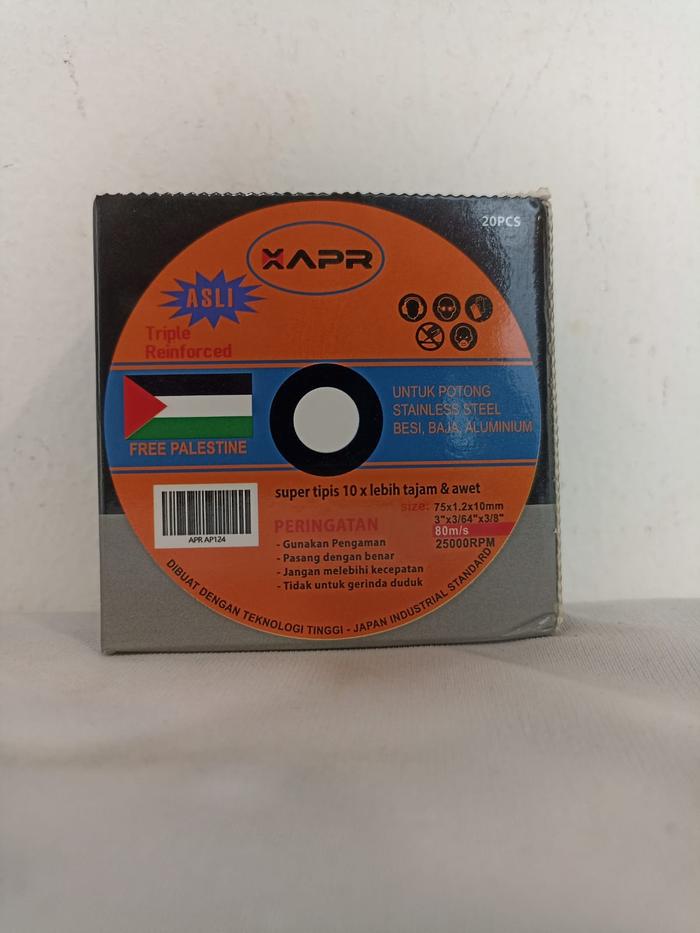 20PCS
XAPR
ASLI
Triple
Reinforced
FREE PALESTINE
UNTUK POTONG
STAINLESS STEEL
BESI, BAJA, ALUMINIUM
super tipis 10 x lebih tajam & awet
size: 75x1.2x10mm
3"x3/64"x3/8"
80m/s
25000RPM
APR AP124
PERINGATAN
- Gunakan Pengaman
- Pasang dengan benar
- Jangan melebihi kecepatan
- Tidak untuk gerinda duduk
DIBUAT DENGAN TEKNOLOGI TINGGI - JAPAN INDUSTRIAL STANDARD